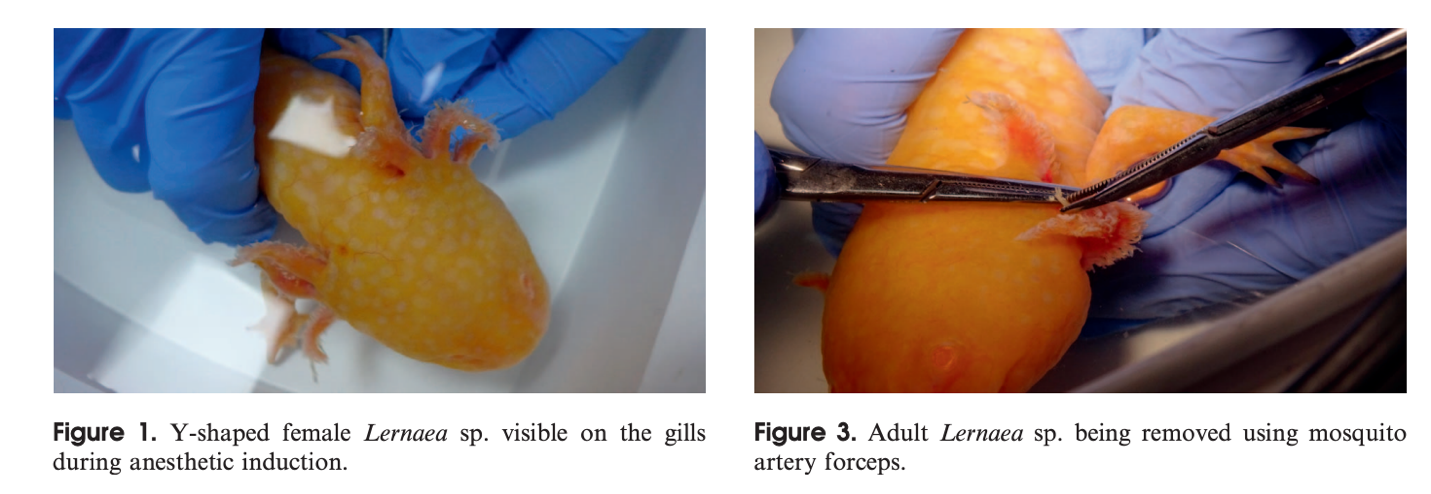 Figure 1. Y-shaped female Lernaea sp. visible on the gills
during anesthetic induction.
Figure 3. Adult Lernaea sp. being removed using mosquito
artery forceps.